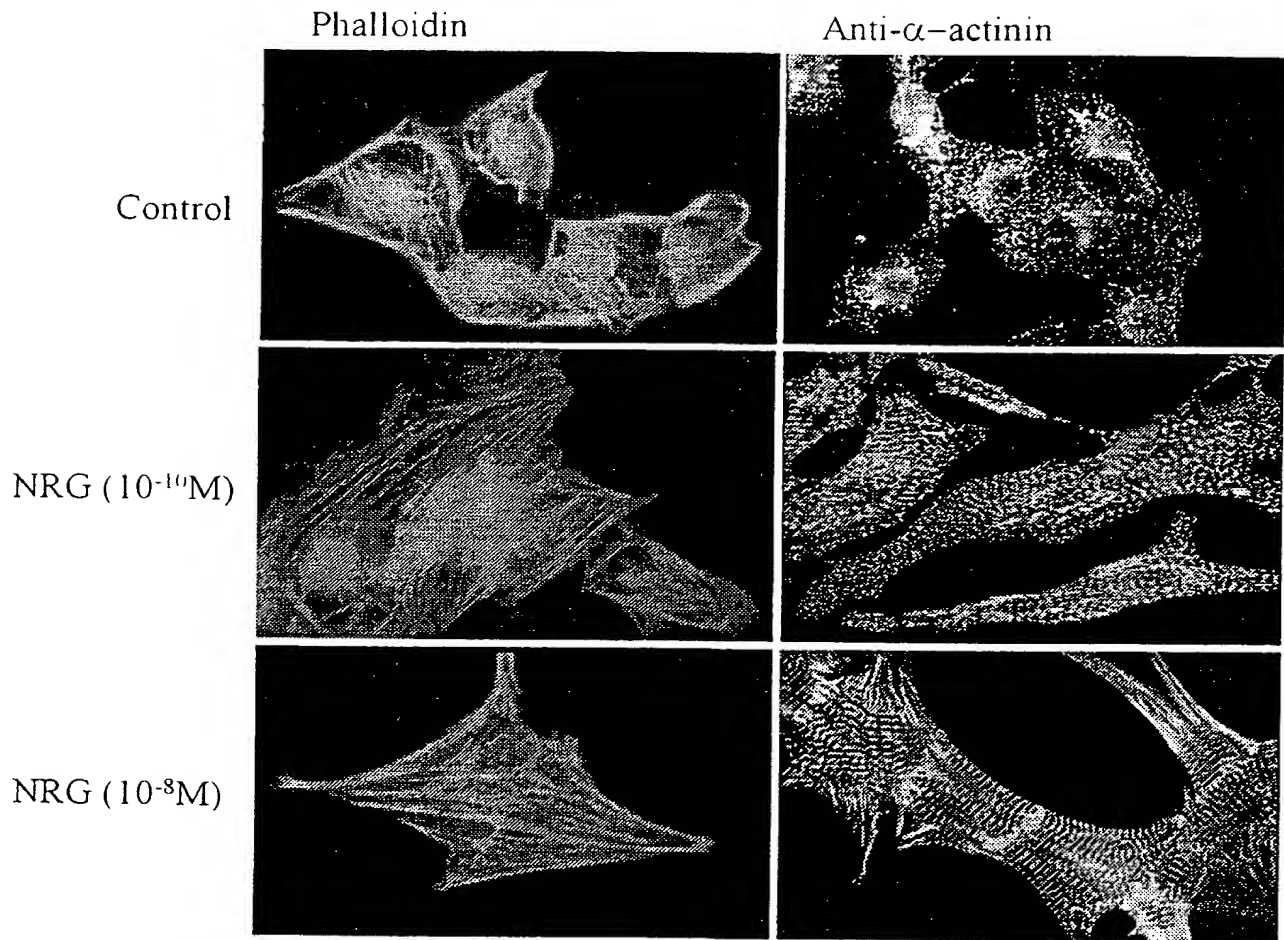 Phalloidin Anti-α-actinin
Control
NRG (10⁻¹⁰M)
NRG (10⁻⁸M)